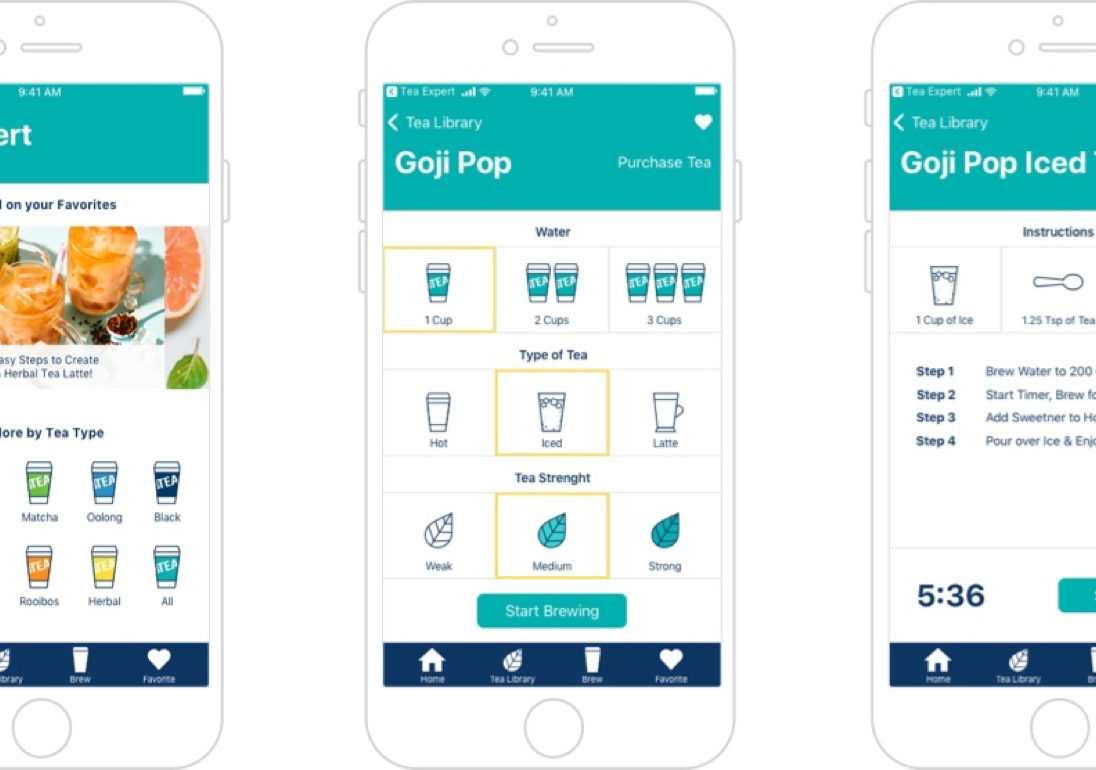 9:41 AM
ert
on your Favorites
asy Steps to Create
Herbal Tea Latte!
ore by Tea Type
TEA TEA TEA
Matcha Oolong Black
TEA TEA TEA
Rooibos Herbal All
brary Brew Favorite
Tea Expert 9:41 AM
Tea Library
Goji Pop Purchase Tea
Water
TEA TEA TEA TEA TEA TEA
1 Cup 2 Cups 3 Cups
Type of Tea
Hot Iced Latte
Tea Strenght
Weak Medium Strong
Start Brewing
Home Tea Library Brew Favorite
Tea Expert 9:41 AM
Tea Library
Goji Pop Iced
Instructions
1 Cup of Ice 1.25 Tsp of Tea
Step 1 Brew Water to 200
Step 2 Start Timer, Brew fo
Step 3 Add Sweetner to Ho
Step 4 Pour over Ice & Enj
5:36
Home Tea Library